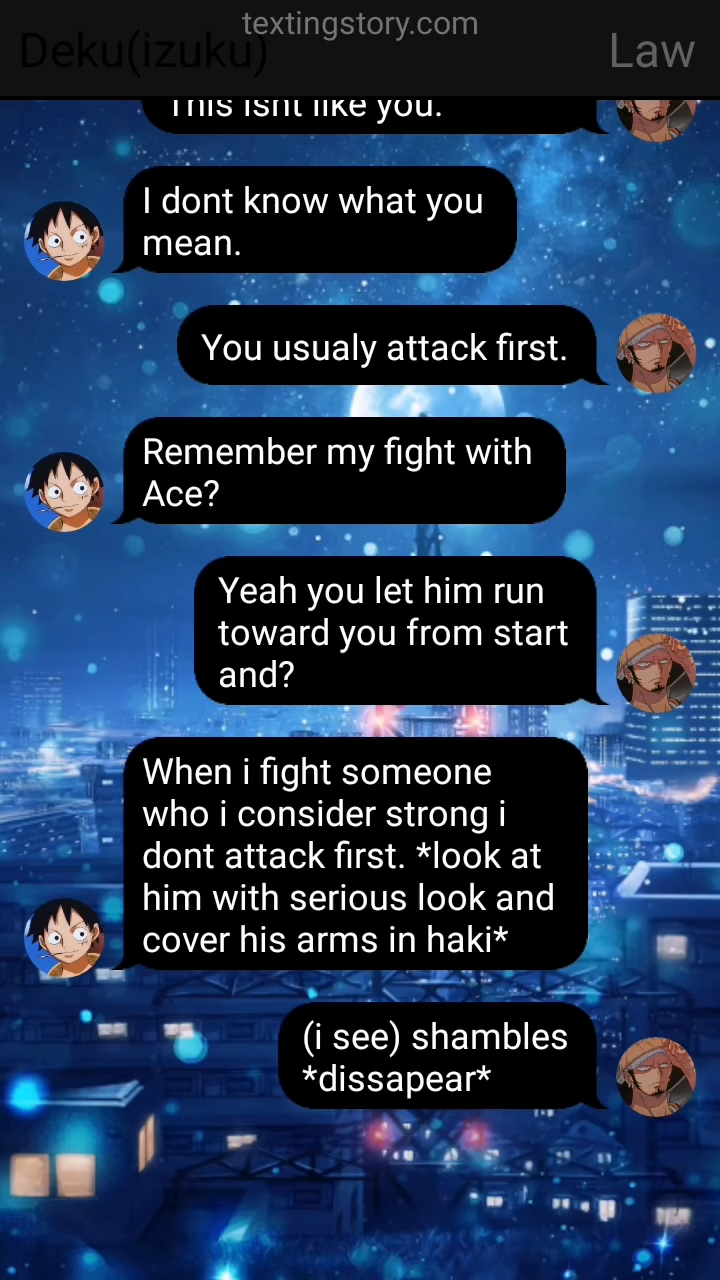 textingstory.com
Deku(izuku)
Law
This isnt like you.
I dont know what you
mean.
You usualy attack first.
Remember my fight with
Ace?
Yeah you let him run
toward you from start
and?
When i fight someone
who i consider strong i
dont attack first. *look at
him with serious look and
cover his arms in haki*
(i see) shambles
*dissapear*